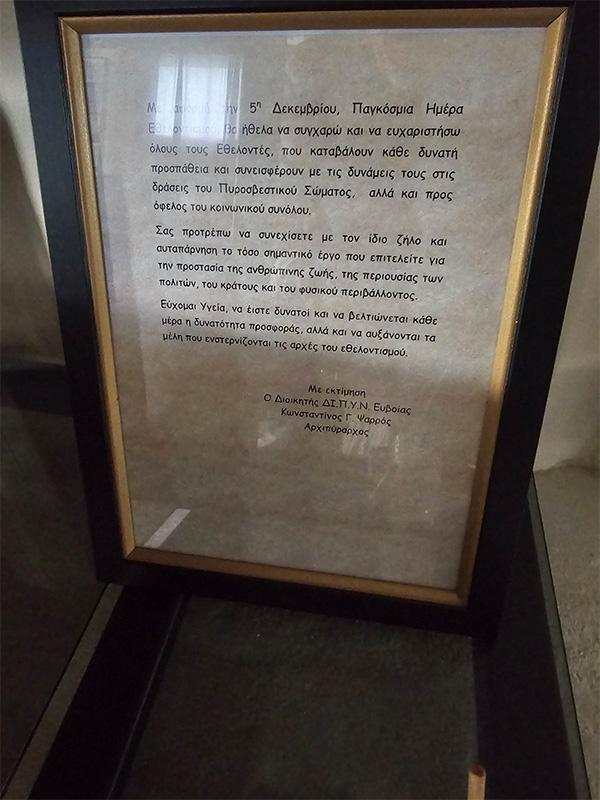 Με αφορμή την 5η Δεκεμβρίου, Παγκόσμια Ημέρα
Εθελοντισμού, θα ήθελα να συγχαρώ και να ευχαριστήσω
όλους τους Εθελοντές, που καταβάλουν κάθε δυνατή
προσπάθεια και συνεισφέρουν με τις δυνάμεις τους στις
δράσεις του Πυροσβεστικού Σώματος, αλλά και προς
όφελος του κοινωνικού συνόλου.
Σας προτρέπω να συνεχίσετε με τον ίδιο ζήλο και
αυταπάρνηση το τόσο σημαντικό έργο που επιτελείτε για
την προστασία της ανθρώπινης ζωής, της περιουσίας των
πολιτών, του κράτους και του φυσικού περιβάλλοντος.
Εύχομαι Υγεία, να είστε δυνατοί και να βελτιώνεται κάθε
μέρα η δυνατότητα προσφοράς, αλλά και να αυξάνονται τα
μέλη που ενστερνίζονται τις αρχές του εθελοντισμού.
Με εκτίμηση
Ο Διοικητής ΔΙ.Π.Υ.Ν. Ευβοίας
Κωνσταντίνος Γ. Ψαρρός
Αρχιπύραρχος